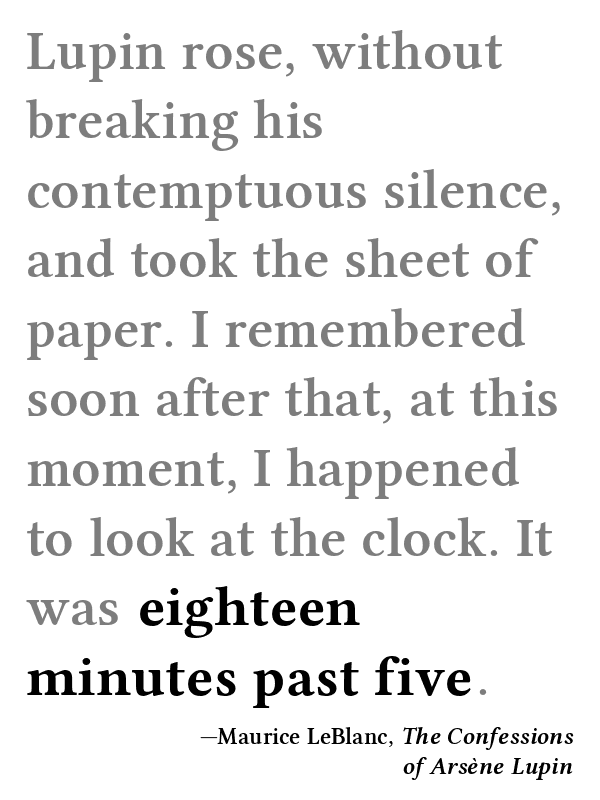 Lupin rose, without
breaking his
contemptuous silence,
and took the sheet of
paper. I remembered
soon after that, at this
moment, I happened
to look at the clock. It
was eighteen
minutes past five.
—Maurice LeBlanc, The Confessions
of Arsène Lupin